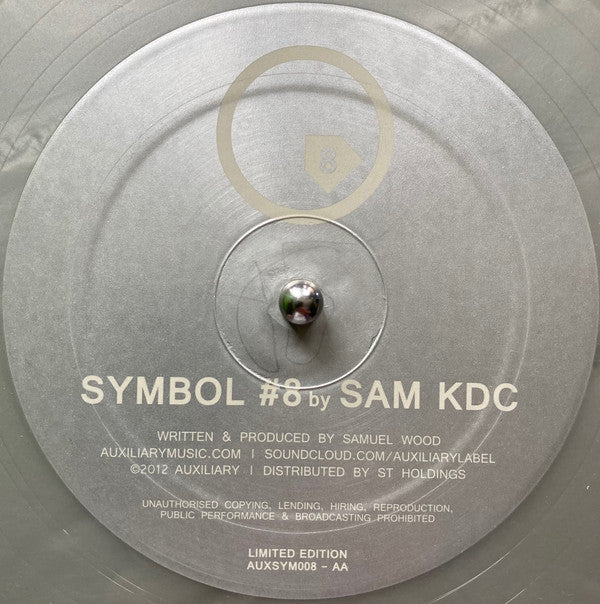 8
SYMBOL #8 by SAM KDC
WRITTEN & PRODUCED BY SAMUEL WOOD
AUXILIARYMUSIC.COM | SOUNDCLOUD.COM/AUXILIARYLABEL
©2012 AUXILIARY | DISTRIBUTED BY ST HOLDINGS
UNAUTHORISED COPYING, LENDING, HIRING, REPRODUCTION,
PUBLIC PERFORMANCE & BROADCASTING PROHIBITED
LIMITED EDITION
AUXSYM008 - AA